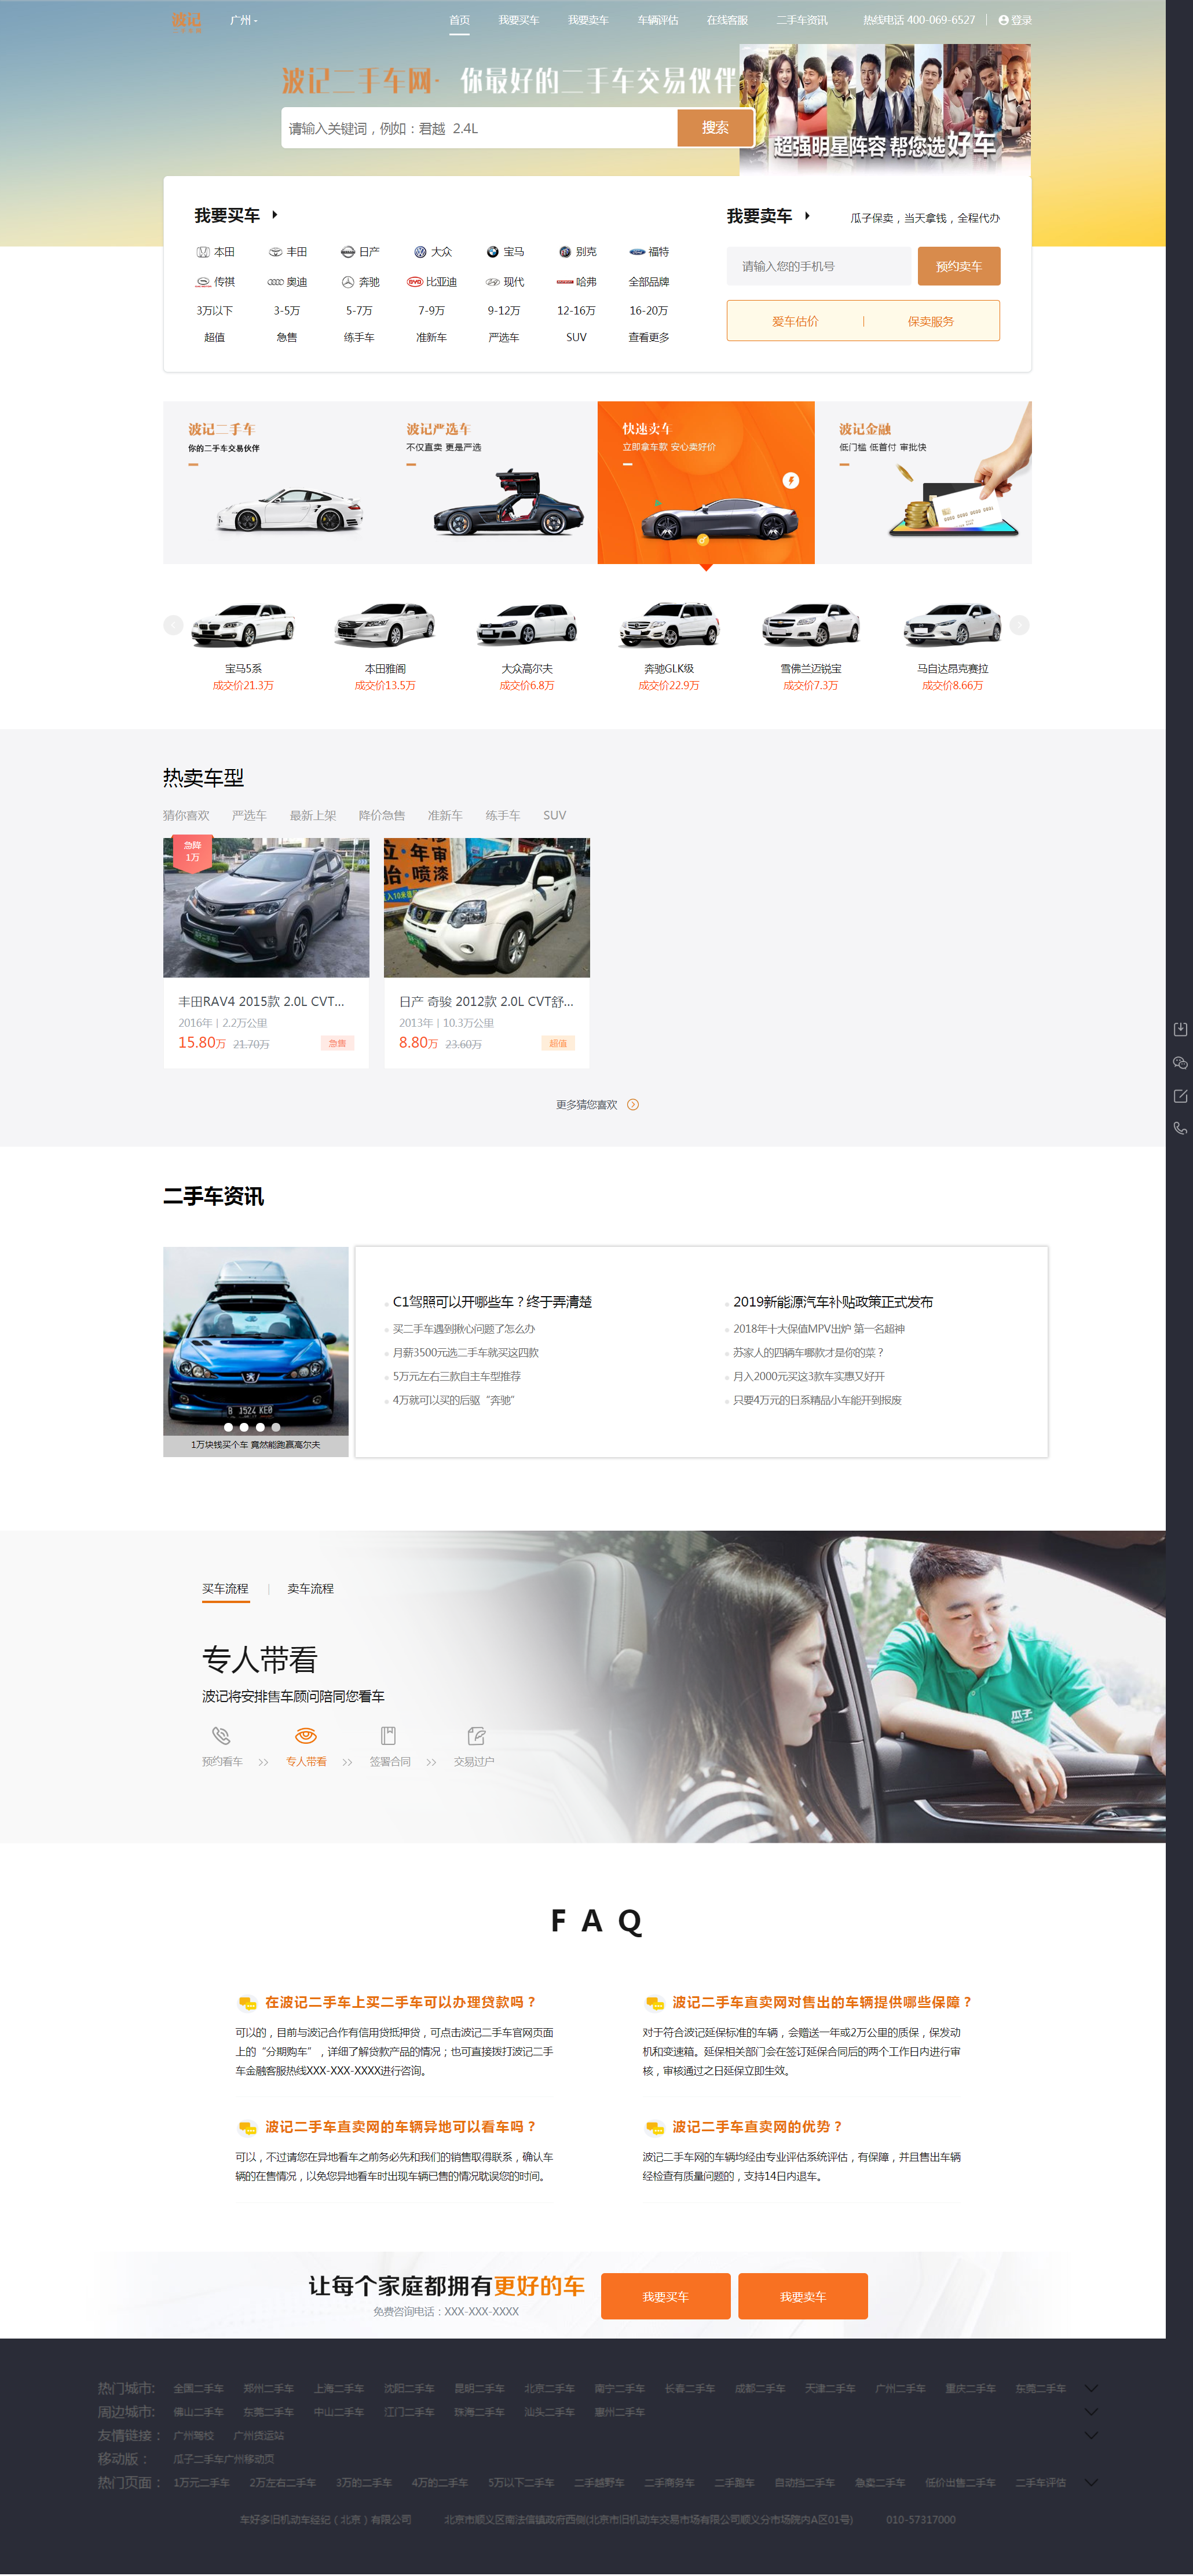 波记
广州
首页 我要买车 我要卖车 车辆评估 在线客服 二手车资讯 热线电话 400-069-6527 登录
波记二手车网· 你最好的二手车交易伙伴
请输入关键词，例如：君越 2.4L 搜索
超强明星阵容 帮您选好车
我要买车
本田 丰田 日产 大众 宝马 别克 福特
传祺 奥迪 奔驰 比亚迪 现代 哈弗 全部品牌
3万以下 3-5万 5-7万 7-9万 9-12万 12-16万 16-20万
超值 急售 练手车 准新车 严选车 SUV 查看更多
我要卖车 瓜子保卖，当天拿钱，全程代办
请输入您的手机号 预约卖车
爱车估价 保卖服务
波记二手车
你的二手车交易伙伴
波记严选车
不仅直卖 更是严选
快速卖车
立即拿车款 安心卖好价
波记金融
低门槛 低首付 审批快
宝马5系 本田雅阁 大众高尔夫 奔驰GLK级 雪佛兰迈锐宝 马自达昂克赛拉
成交价21.3万 成交价13.5万 成交价6.8万 成交价22.9万 成交价7.3万 成交价8.66万
热卖车型
猜你喜欢 严选车 最新上架 降价急售 准新车 练手车 SUV
急降
1万
丰田RAV4 2015款 2.0L CVT...
2016年 | 2.2万公里
15.80万 21.70万 急售
日产 奇骏 2012款 2.0L CVT舒...
2013年 | 10.3万公里
8.80万 23.60万 超值
更多猜您喜欢
二手车资讯
1万块钱买个车 竟然能跑赢高尔夫
C1驾照可以开哪些车？终于弄清楚
买二手车遇到揪心问题了怎么办
月薪3500元选二手车就买这四款
5万元左右三款自主车型推荐
4万就可以买的后驱“奔驰”
2019新能源汽车补贴政策正式发布
2018年十大保值MPV出炉 第一名超神
苏家人的四辆车哪款才是你的菜？
月入2000元买这3款车实惠又好开
只要4万元的日系精品小车能开到报废
买车流程 | 卖车流程
专人带看
波记将安排售车顾问陪同您看车
预约看车 >> 专人带看 >> 签署合同 >> 交易过户
瓜子
FAQ
在波记二手车上买二手车可以办理贷款吗？
可以的，目前与波记合作有信用贷抵押贷，可点击波记二手车官网页面
上的“分期购车”，详细了解贷款产品的情况；也可直接拨打波记二手
车金融客服热线XXX-XXX-XXXX进行咨询。
波记二手车直卖网对售出的车辆提供哪些保障？
对于符合波记延保标准的车辆，会赠送一年或2万公里的质保，保发动
机和变速箱。延保相关部门会在签订延保合同后的两个工作日内进行审
核，审核通过之日延保立即生效。
波记二手车直卖网的车辆异地可以看车吗？
可以，不过请您在异地看车之前务必先和我们的销售取得联系，确认车
辆的在售情况，以免您异地看车时出现车辆已售的情况耽误您的时间。
波记二手车直卖网的优势？
波记二手车网的车辆均经由专业评估系统评估，有保障，并且售出车辆
经检查有质量问题的，支持14日内退车。
让每个家庭都拥有更好的车
免费咨询电话：XXX-XXX-XXXX
我要买车 我要卖车
热门城市: 全国二手车 郑州二手车 上海二手车 沈阳二手车 昆明二手车 北京二手车 南宁二手车 长春二手车 成都二手车 天津二手车 广州二手车 重庆二手车 东莞二手车
周边城市: 佛山二手车 东莞二手车 中山二手车 江门二手车 珠海二手车 汕头二手车 惠州二手车
友情链接： 广州驾校 广州货运站
移动版： 瓜子二手车广州移动页
热门页面： 1万元二手车 2万左右二手车 3万的二手车 4万的二手车 5万以下二手车 二手越野车 二手商务车 二手跑车 自动挡二手车 急卖二手车 低价出售二手车 二手车评估
车好多旧机动车经纪（北京）有限公司 北京市顺义区南法信镇政府西侧(北京市旧机动车交易市场有限公司顺义分市场院内A区01号) 010-57317000